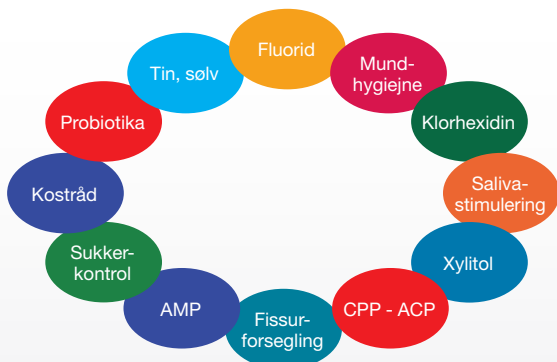 Fluorid
Mund-
hygiejne
Klorhexidin
Saliva-
stimulering
Xylitol
CPP - ACP
Fissur-
forsegling
AMP
Sukker-
kontrol
Kostråd
Probiotika
Tin, sølv